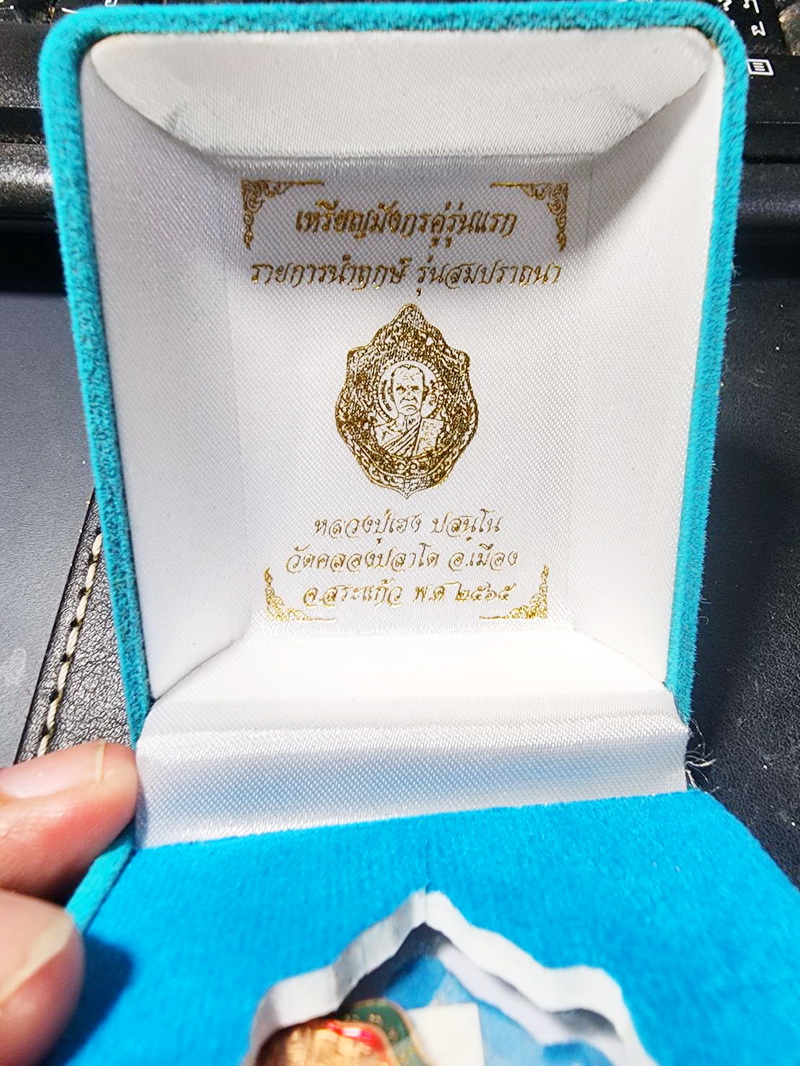 เหรียญมังกรคู่รุ่นแรก
รายการนำฤกษ์ รุ่นสมปรารถนา
หลวงปู่เฮง ปสนฺโน
วัดคลองปลาโด อ.เมือง
จ.สระแก้ว พ.ศ ๒๕๖๕